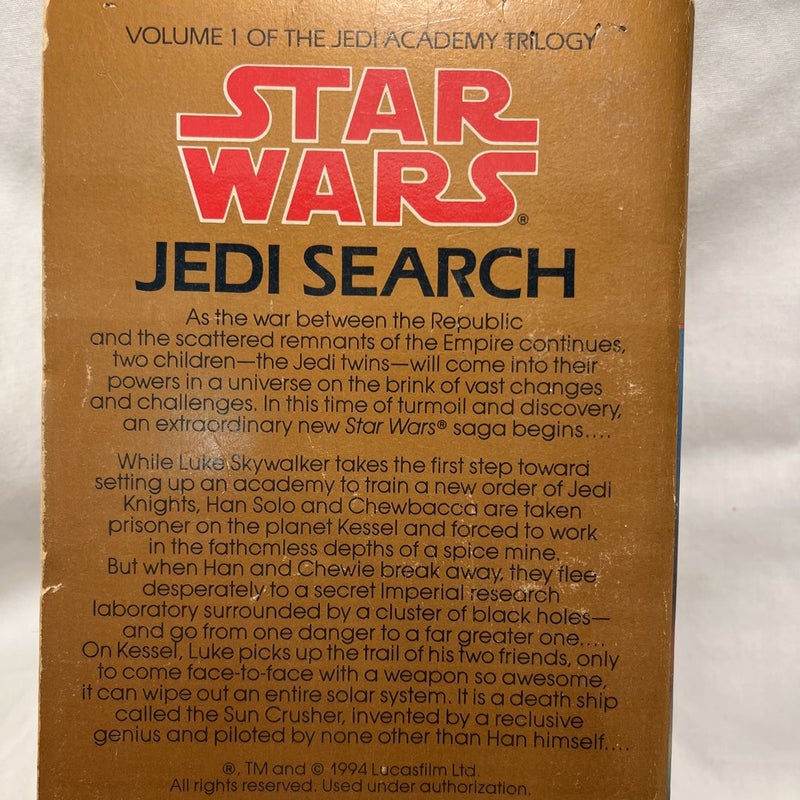 VOLUME 1 OF THE JEDI ACADEMY TRILOGY
STAR
WARS®
JEDI SEARCH
As the war between the Republic
and the scattered remnants of the Empire continues,
two children—the Jedi twins—will come into their
powers in a universe on the brink of vast changes
and challenges. In this time of turmoil and discovery,
an extraordinary new Star Wars® saga begins....
While Luke Skywalker takes the first step toward
setting up an academy to train a new order of Jedi
Knights, Han Solo and Chewbacca are taken
prisoner on the planet Kessel and forced to work
in the fathomless depths of a spice mine.
But when Han and Chewie break away, they flee
desperately to a secret Imperial research
laboratory surrounded by a cluster of black holes—
and go from one danger to a far greater one....
On Kessel, Luke picks up the trail of his two friends, only
to come face-to-face with a weapon so awesome,
it can wipe out an entire solar system. It is a death ship
called the Sun Crusher, invented by a reclusive
genius and piloted by none other than Han himself....
®, TM and © 1994 Lucasfilm Ltd.
All rights reserved. Used under authorization.